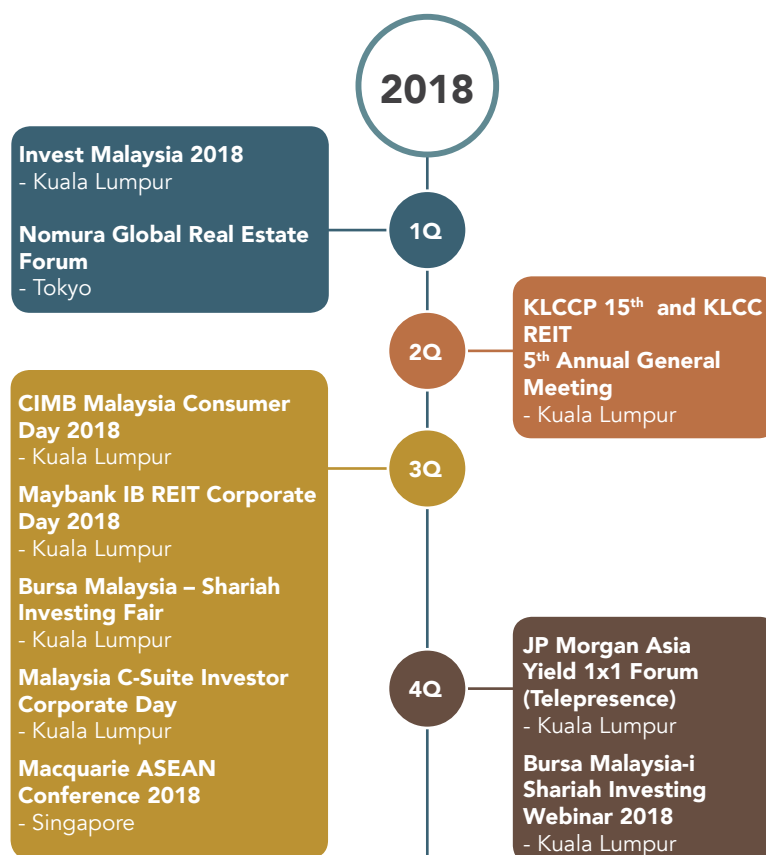 2018
Invest Malaysia 2018
- Kuala Lumpur
Nomura Global Real Estate
Forum
- Tokyo
1Q
2Q
KLCCP 15th and KLCC
REIT
5th Annual General
Meeting
- Kuala Lumpur
CIMB Malaysia Consumer
Day 2018
- Kuala Lumpur
Maybank IB REIT Corporate
Day 2018
- Kuala Lumpur
Bursa Malaysia – Shariah
Investing Fair
- Kuala Lumpur
Malaysia C-Suite Investor
Corporate Day
- Kuala Lumpur
Macquarie ASEAN
Conference 2018
- Singapore
3Q
4Q
JP Morgan Asia
Yield 1x1 Forum
(Telepresence)
- Kuala Lumpur
Bursa Malaysia-i
Shariah Investing
Webinar 2018
- Kuala Lumpur